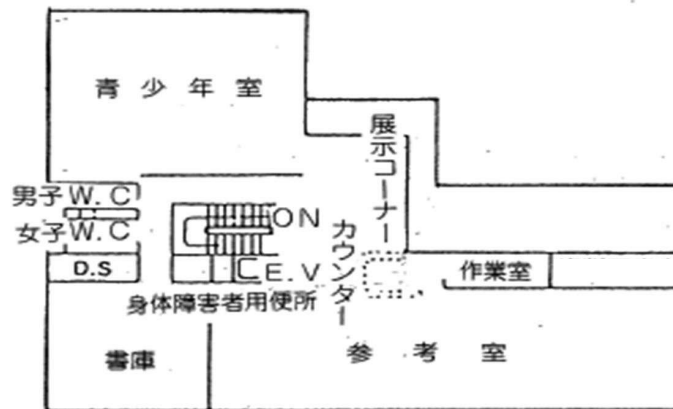 青少年室
展示コーナー
男子W.C
女子W.C
ON
カウンター
D.S
E.V
作業室
身体障害者用便所
書庫
参考室